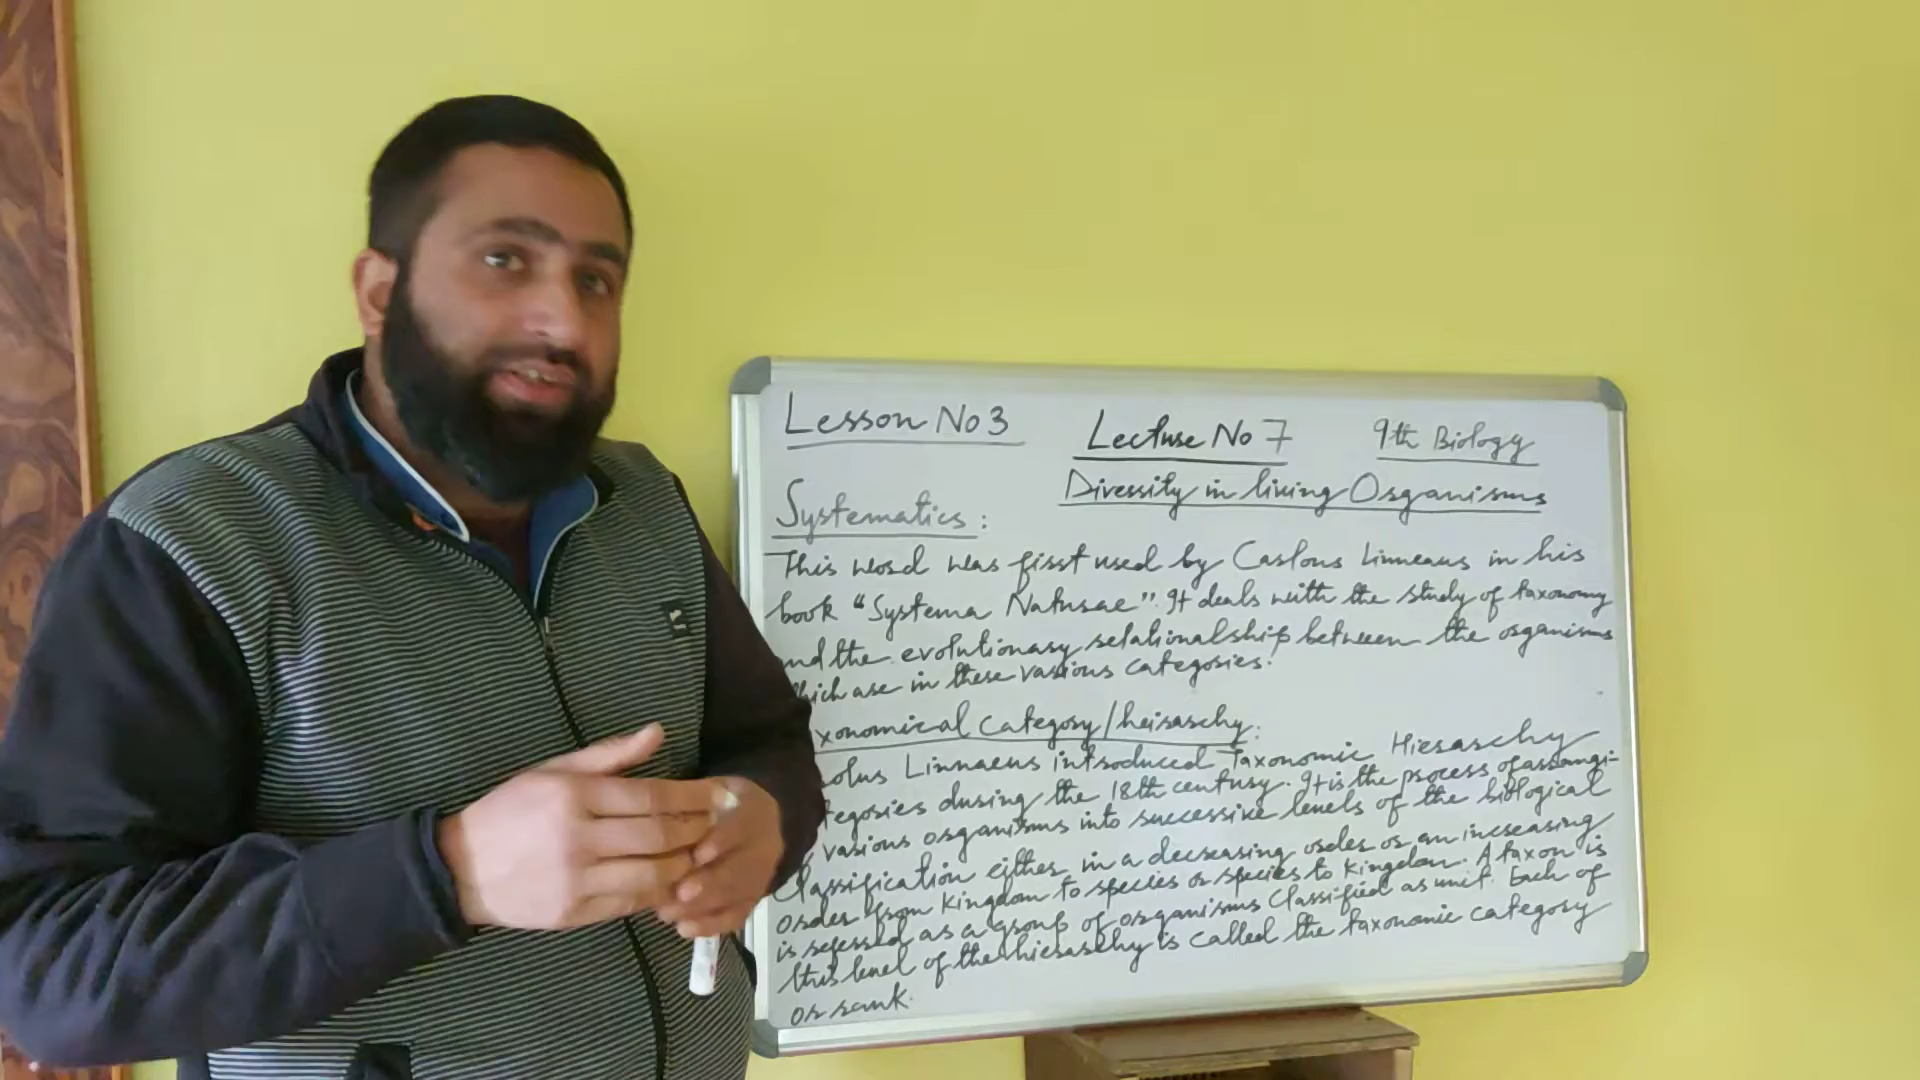 Lesson No 3
Lecture No 7
9th Biology
Diversity in living Organisms
Systematics:
This word was first used by Carlous Linneaus in his
book "Systema Naturae". It deals with the study of taxonomy
and the evolutionary relationalship between the organisms
which are in these various categories.
xonomical category/heirarchy:
olus Linnaeus introduced Taxonomic Hierarchy
tegories during the 18th century. It is the process of arrangi-
various organisms into successive levels of the biological
Classification either in a decreasing order or an increasing
order from Kingdom to species or species to Kingdom. A taxon is
is referred as a group of organisms Classified as unit. Each of
this level of the hierarchy is called the taxonomic category
or rank.